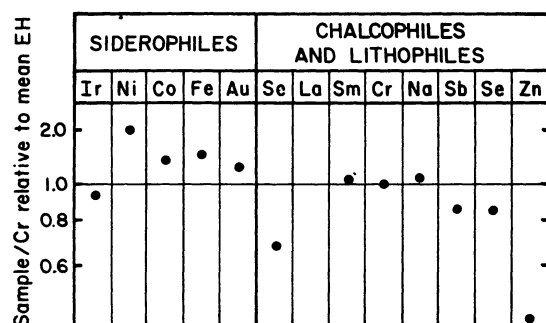 SIDEROPHILES
CHALCOPHILES
AND LITHOPHILES
Ir Ni Co Fe Au Sc La Sm Cr Na Sb Se Zn
Sample/Cr relative to mean EH
2.0
1.0
0.8
0.6